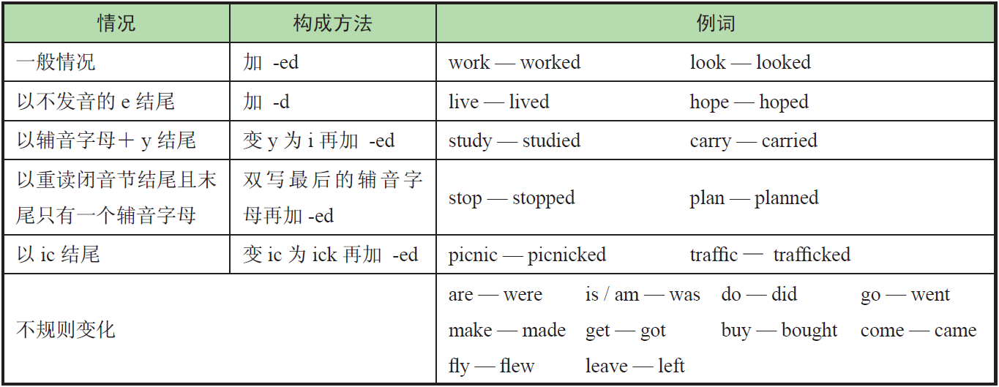 情况 构成方法 例词
一般情况 加 -ed work — worked look — looked
以不发音的 e 结尾 加 -d live — lived hope — hoped
以辅音字母＋ y 结尾 变 y 为 i 再加 -ed study — studied carry — carried
以重读闭音节结尾且末
尾只有一个辅音字母
双写最后的辅音字
母再加 -ed
stop — stopped plan — planned
以 ic 结尾 变 ic 为 ick 再加 -ed picnic — picnicked traffic — trafficked
不规则变化
are — were is / am — was do — did go — went
make — made get — got buy — bought come — came
fly — flew leave — left